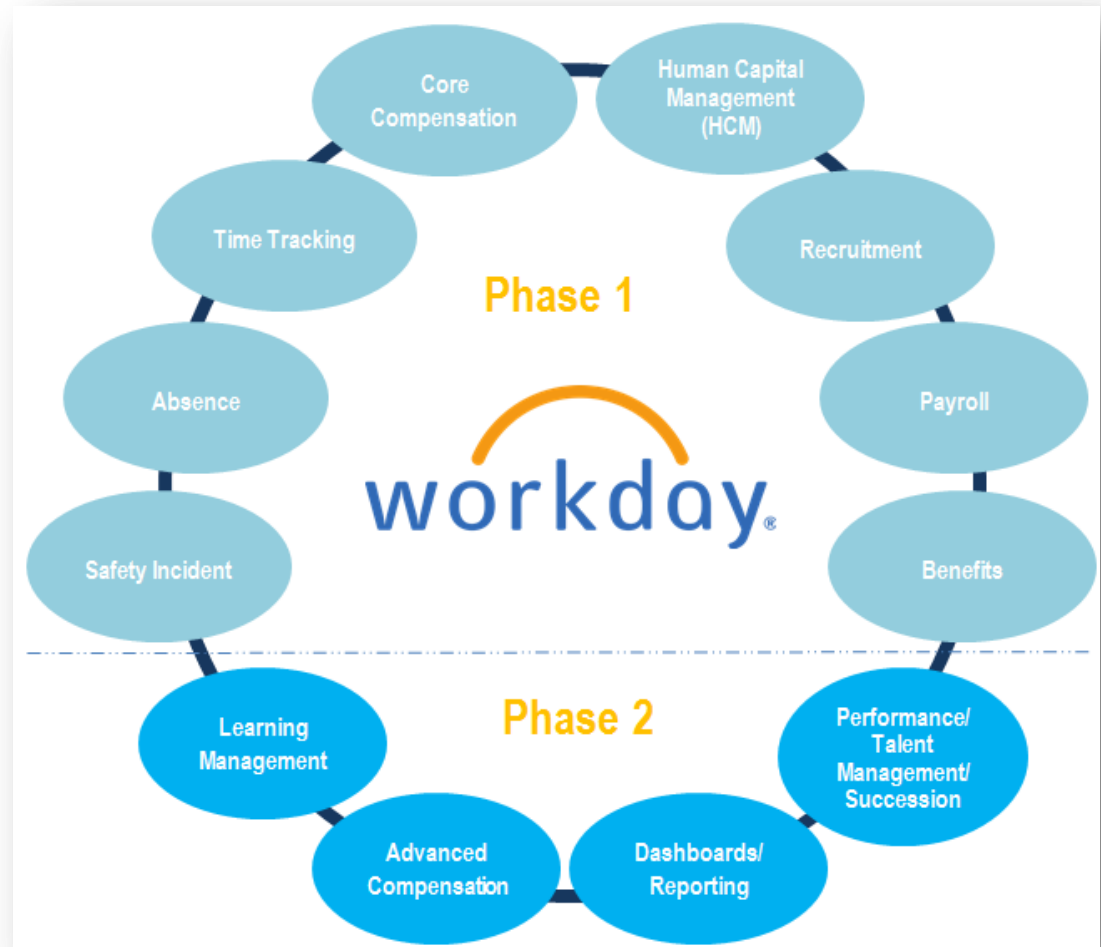 Core
Compensation
Human Capital
Management
(HCM)
Time Tracking
Recruitment
Phase 1
Absence
Payroll
workday®
Safety Incident
Benefits
Phase 2
Learning
Management
Performance/
Talent
Management/
Succession
Advanced
Compensation
Dashboards/
Reporting